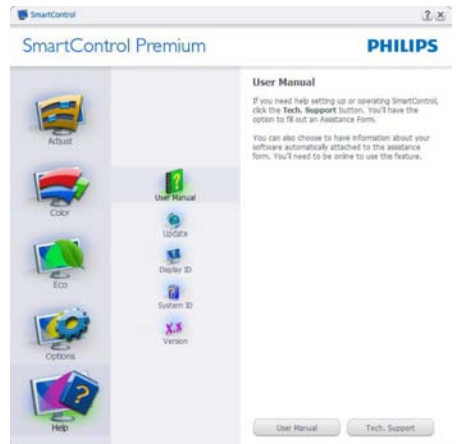 SmartControl
SmartControl Premium
PHILIPS
Adjust
Color
Eco
Options
Help
User Manual
Update
Display ID
System ID
Version
User Manual
If you need help setting up or operating SmartControl,
click the Tech. Support button. You'll have the
option to fill out an Assistance Form.
You can also choose to have information about your
software automatically attached to the assistance
form. You'll need to be online to use the feature.
User Manual
Tech. Support